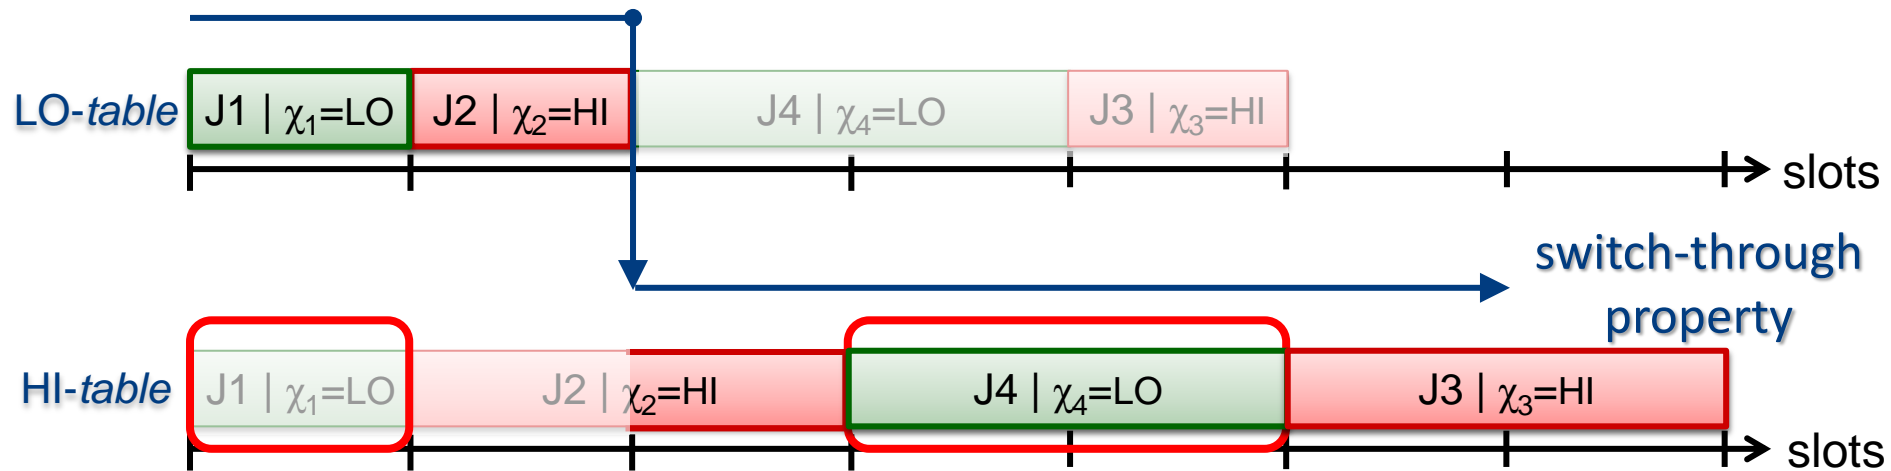 LO-table
J1 | χ₁=LO
J2 | χ₂=HI
J4 | χ₄=LO
J3 | χ₃=HI
slots
switch-through
property
HI-table
J1 | χ₁=LO
J2 | χ₂=HI
J4 | χ₄=LO
J3 | χ₃=HI
slots